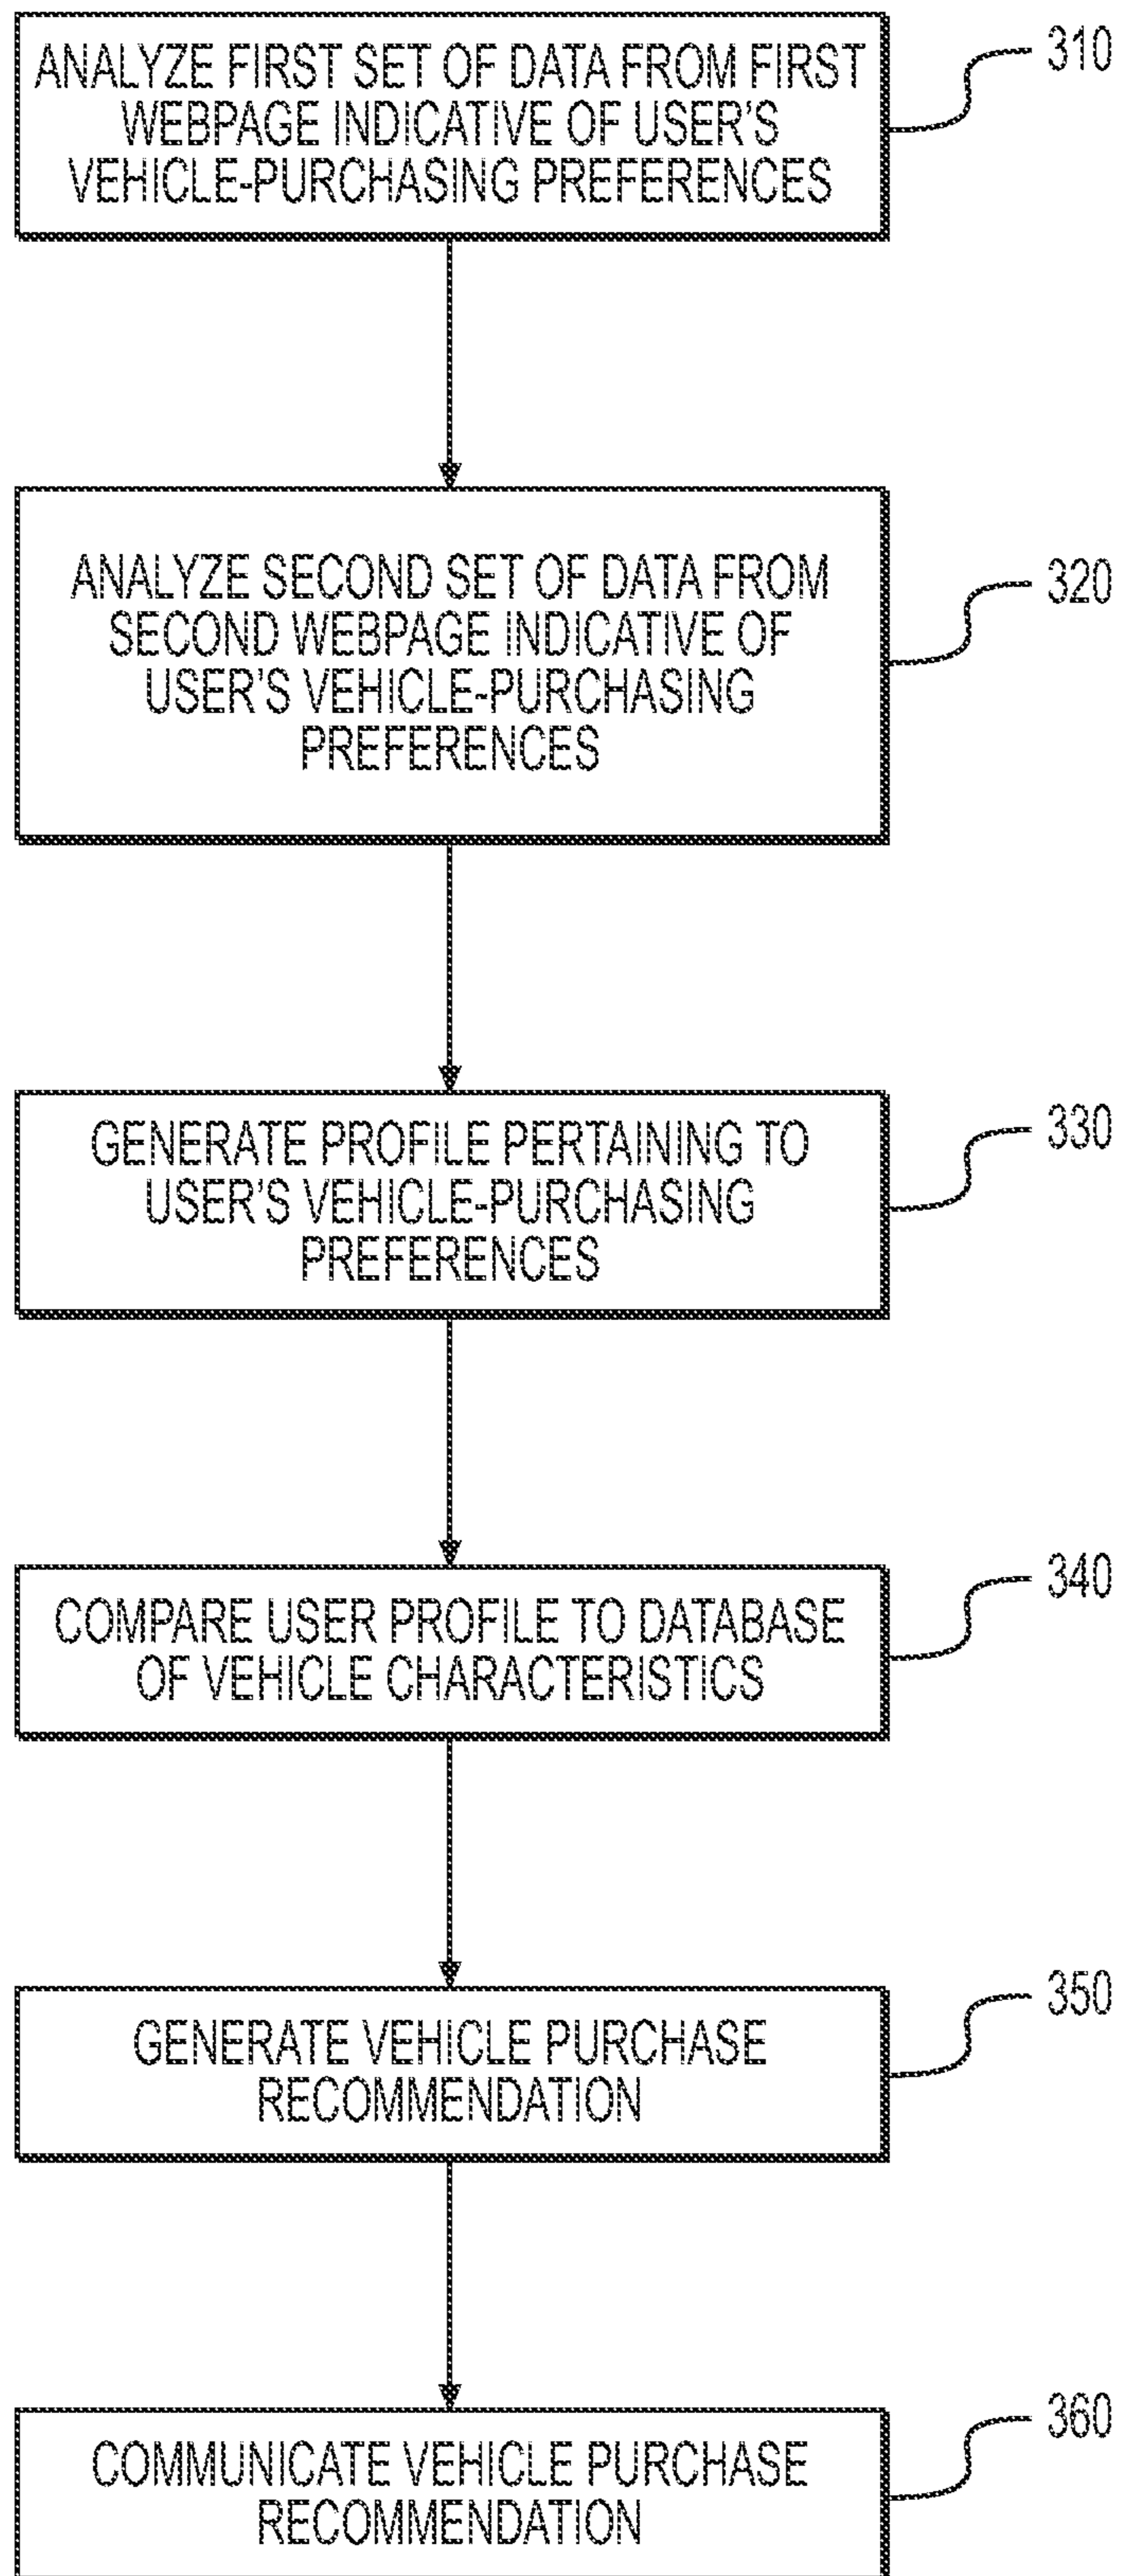 ANALYZE FIRST SET OF DATA FROM FIRST
WEBPAGE INDICATIVE OF USER'S
VEHICLE-PURCHASING PREFERENCES
310
ANALYZE SECOND SET OF DATA FROM
SECOND WEBPAGE INDICATIVE OF
USER'S VEHICLE-PURCHASING
PREFERENCES
320
GENERATE PROFILE PERTAINING TO
USER'S VEHICLE-PURCHASING
PREFERENCES
330
COMPARE USER PROFILE TO DATABASE
OF VEHICLE CHARACTERISTICS
340
GENERATE VEHICLE PURCHASE
RECOMMENDATION
350
COMMUNICATE VEHICLE PURCHASE
RECOMMENDATION
360